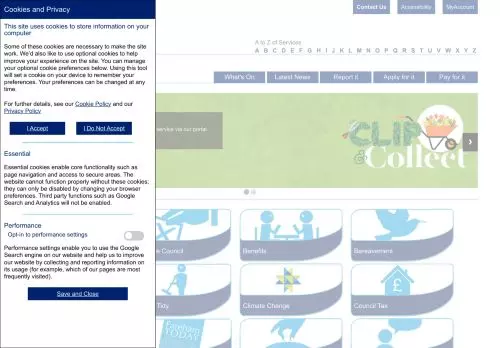 Cookies and Privacy
This site uses cookies to store information on your
computer
Some of these cookies are necessary to make the site
work. We'd also like to use optional cookies to help
improve your experience on the site. You can manage
your optional cookie preferences below. Using this tool
will set a cookie on your device to remember your
preferences. Your preferences can be changed at any
time.
For further details, see our Cookie Policy and our
Privacy Policy
I Accept
I Do Not Accept
Essential
Essential cookies enable core functionality such as
page navigation and access to secure areas. The
website cannot function properly without these cookies;
they can only be disabled by changing your browser
preferences. Third party functions such as Google
Search and Analytics will not be enabled.
Performance
Opt-in to performance settings
Performance settings enable you to use the Google
Search engine on our website and help us to improve
our website by collecting and reporting information on
its usage (for example, which of our pages are most
frequently visited).
Save and Close
Contact Us
Accessibility
MyAccount
A to Z of Services
A B C D E F G H I J K L M N O P Q R S T U V W X Y Z
What's On
Latest News
Report it
Apply for it
Pay for it
service via our portal
CLIP
& Collect
Council
Benefits
Bereavement
Tidy
Climate Change
Council Tax
Fareham
TODAY